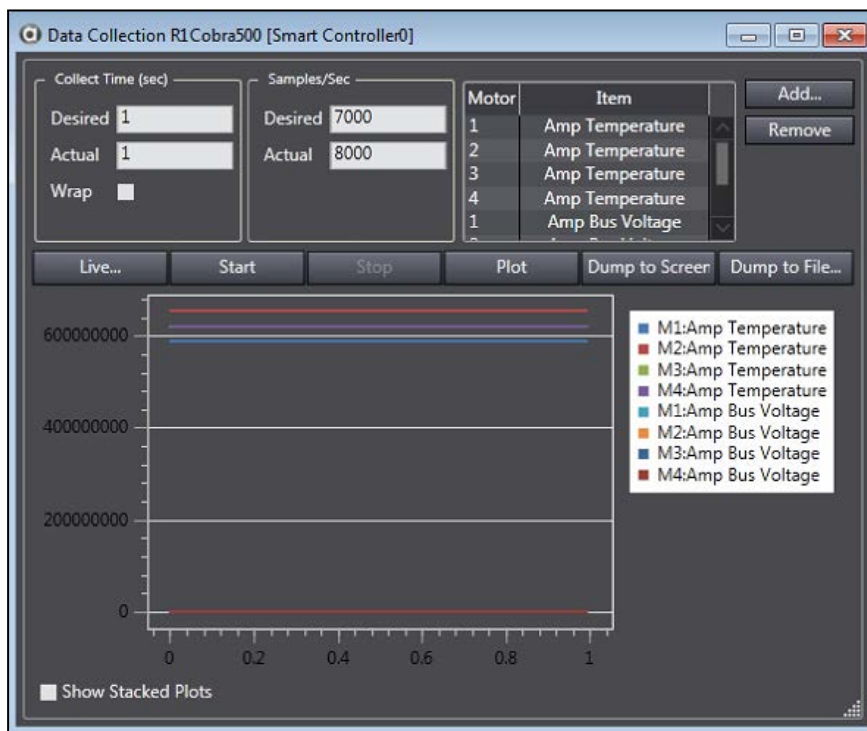 Data Collection R1Cobra500 [Smart Controller0]
Collect Time (sec)
Desired 1
Actual 1
Wrap
Samples/Sec
Desired 7000
Actual 8000
Motor Item
1 Amp Temperature
2 Amp Temperature
3 Amp Temperature
4 Amp Temperature
1 Amp Bus Voltage
Add...
Remove
Live... Start Stop Plot Dump to Screen Dump to File...
600000000
400000000
200000000
0
0 0.2 0.4 0.6 0.8 1
M1:Amp Temperature
M2:Amp Temperature
M3:Amp Temperature
M4:Amp Temperature
M1:Amp Bus Voltage
M2:Amp Bus Voltage
M3:Amp Bus Voltage
M4:Amp Bus Voltage
Show Stacked Plots